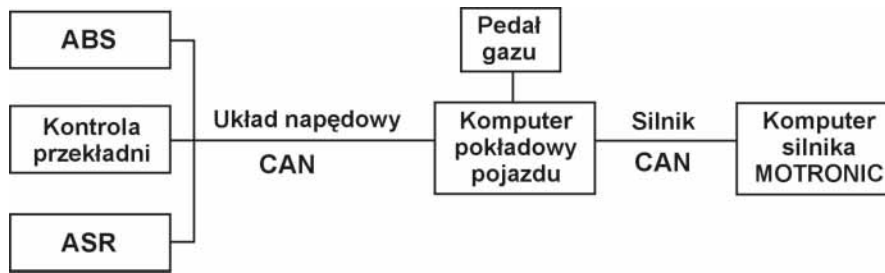 ABS
Kontrola
przekładni
ASR
Układ napędowy
CAN
Pedał
gazu
Komputer
pokładowy
pojazdu
Silnik
CAN
Komputer
silnika
MOTRONIC